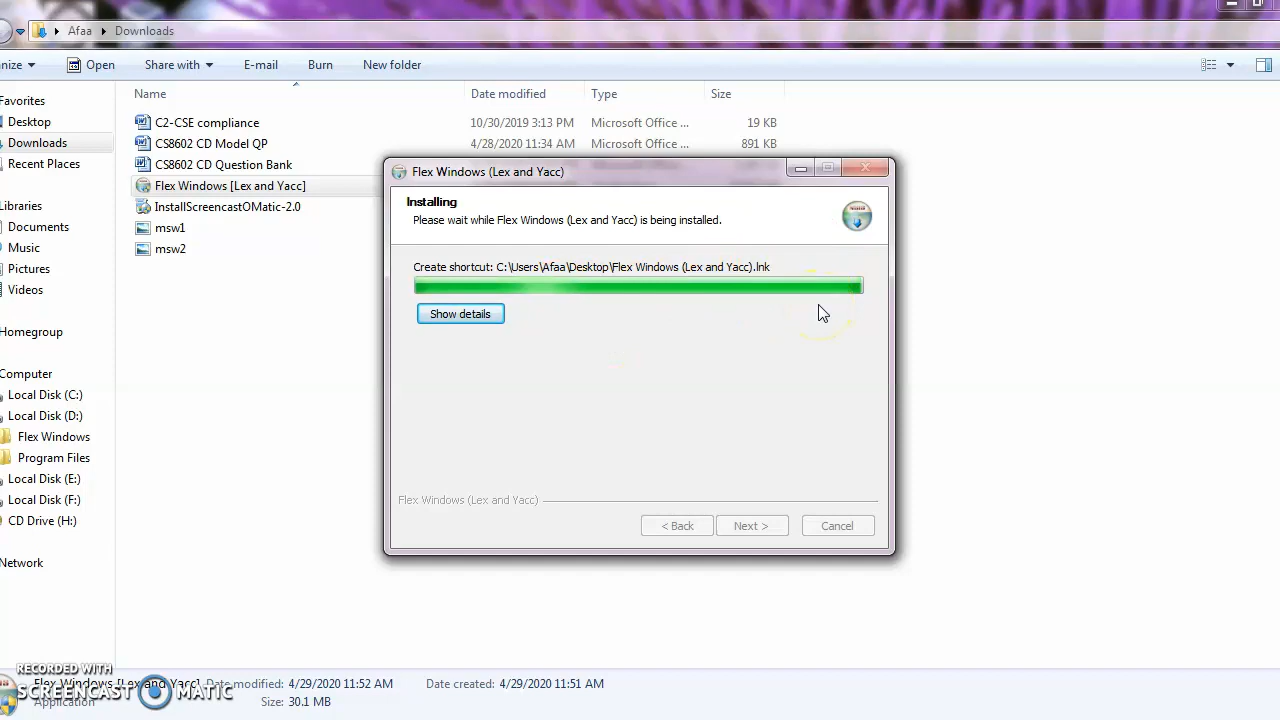 Afaa ▸ Downloads
nize ▾ Open Share with ▾ E-mail Burn New folder
Name Date modified Type Size
Favorites
Desktop
Downloads
Recent Places
Libraries
Documents
Music
Pictures
Videos
Homegroup
Computer
Local Disk (C:)
Local Disk (D:)
Flex Windows
Program Files
Local Disk (E:)
Local Disk (F:)
CD Drive (H:)
Network
C2-CSE compliance 10/30/2019 3:13 PM Microsoft Office ... 19 KB
CS8602 CD Model QP 4/28/2020 11:34 AM Microsoft Office ... 891 KB
CS8602 CD Question Bank
Flex Windows [Lex and Yacc]
InstallScreencastOMatic-2.0
msw1
msw2
Flex Windows (Lex and Yacc)
Installing
Please wait while Flex Windows (Lex and Yacc) is being installed.
Create shortcut: C:\Users\Afaa\Desktop\Flex Windows (Lex and Yacc).lnk
Show details
Flex Windows (Lex and Yacc)
< Back Next > Cancel
Flex Windows [Lex and Yacc] Date modified: 4/29/2020 11:52 AM Date created: 4/29/2020 11:51 AM
Application Size: 30.1 MB
RECORDED WITH
SCREENCAST MATIC